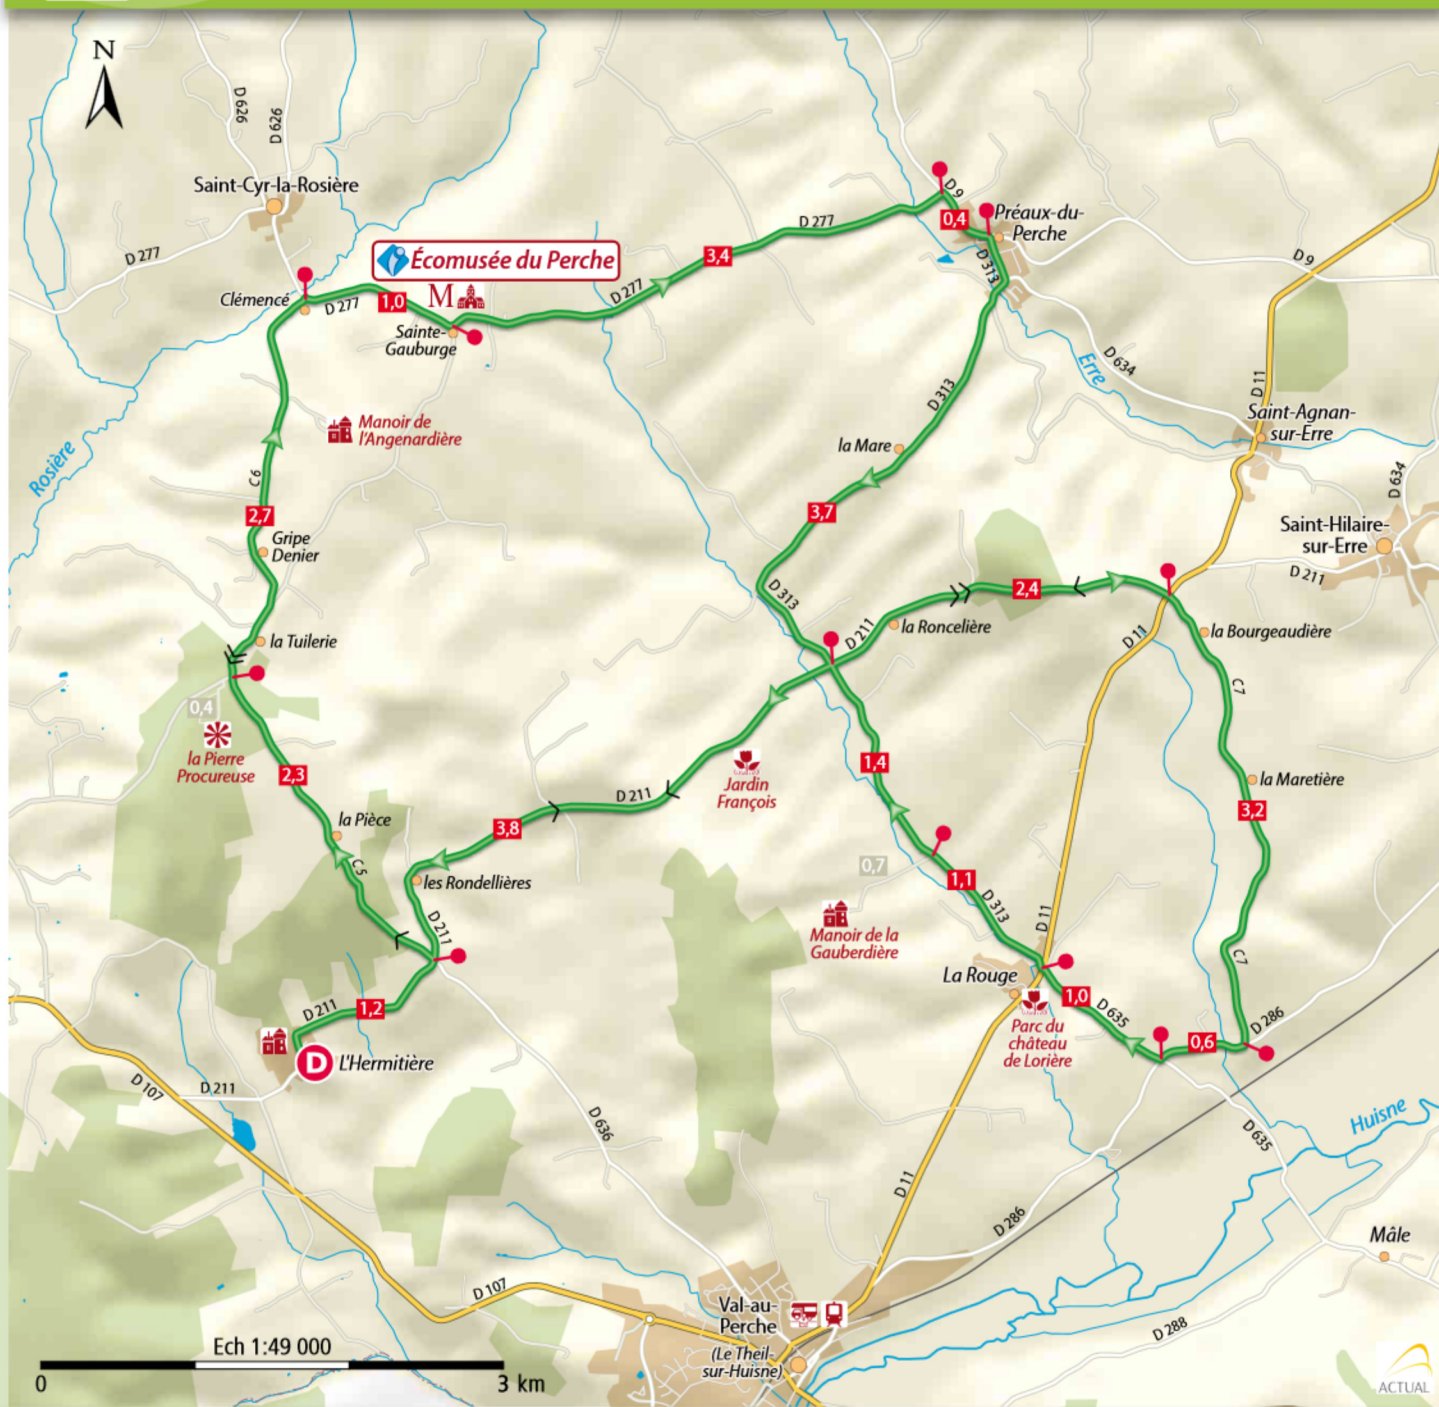 N
D 626
D 626
Saint-Cyr-la-Rosière
D 277
Écomusée du Perche
Clémencé
D 277
1,0
M
Sainte-
Gauburge
D 277
3,4
D 277
D 9
0,4
Préaux-du-
Perche
D 313
D 9
D 634
Erre
D 11
Saint-Agnan-
sur-Erre
D 634
Saint-Hilaire-
sur-Erre
D 211
Rosière
Manoir de
l'Angenardière
C 6
2,7
Gripe
Denier
la Tuilerie
D 313
la Mare
3,7
D 313
D 211
la Roncelière
2,4
D 11
la Bourgeaudière
C 7
0,4
la Pierre
Procureuse
2,3
la Pièce
C 5
Jardin
François
D 211
3,8
les Rondellières
D 211
1,4
la Maretière
3,2
0,7
1,1
D 313
D 11
Manoir de la
Gauberdière
La Rouge
C 7
1,0
D 635
Parc du
château
de Lorière
0,6
D 286
D 211
1,2
D
L'Hermitière
D 107
D 211
D 636
D 635
Huisne
D 11
D 286
Mâle
D 107
Val-au-
Perche
(Le Theil-
sur-Huisne)
D 288
Ech 1:49 000
0
3 km
ACTUAL